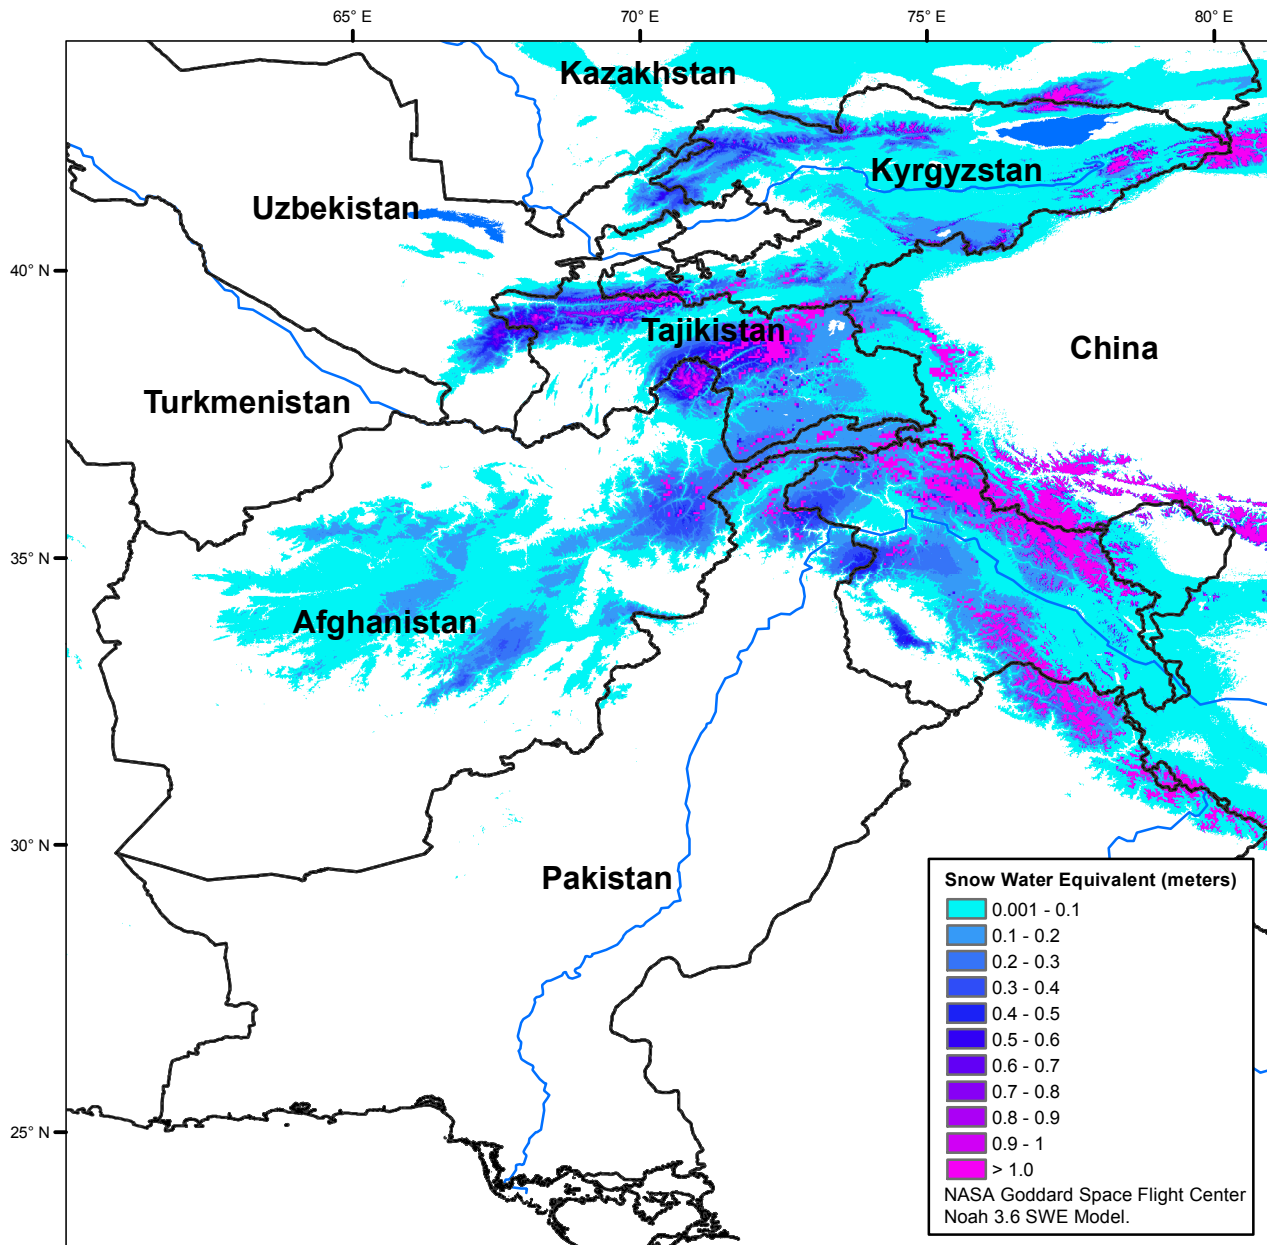 65° E
70° E
75° E
80° E
Kazakhstan
Kyrgyzstan
Uzbekistan
40° N
Tajikistan
China
Turkmenistan
35° N
Afghanistan
30° N
Pakistan
25° N
Snow Water Equivalent (meters)
0.001 - 0.1
0.1 - 0.2
0.2 - 0.3
0.3 - 0.4
0.4 - 0.5
0.5 - 0.6
0.6 - 0.7
0.7 - 0.8
0.8 - 0.9
0.9 - 1
> 1.0
NASA Goddard Space Flight Center
Noah 3.6 SWE Model.